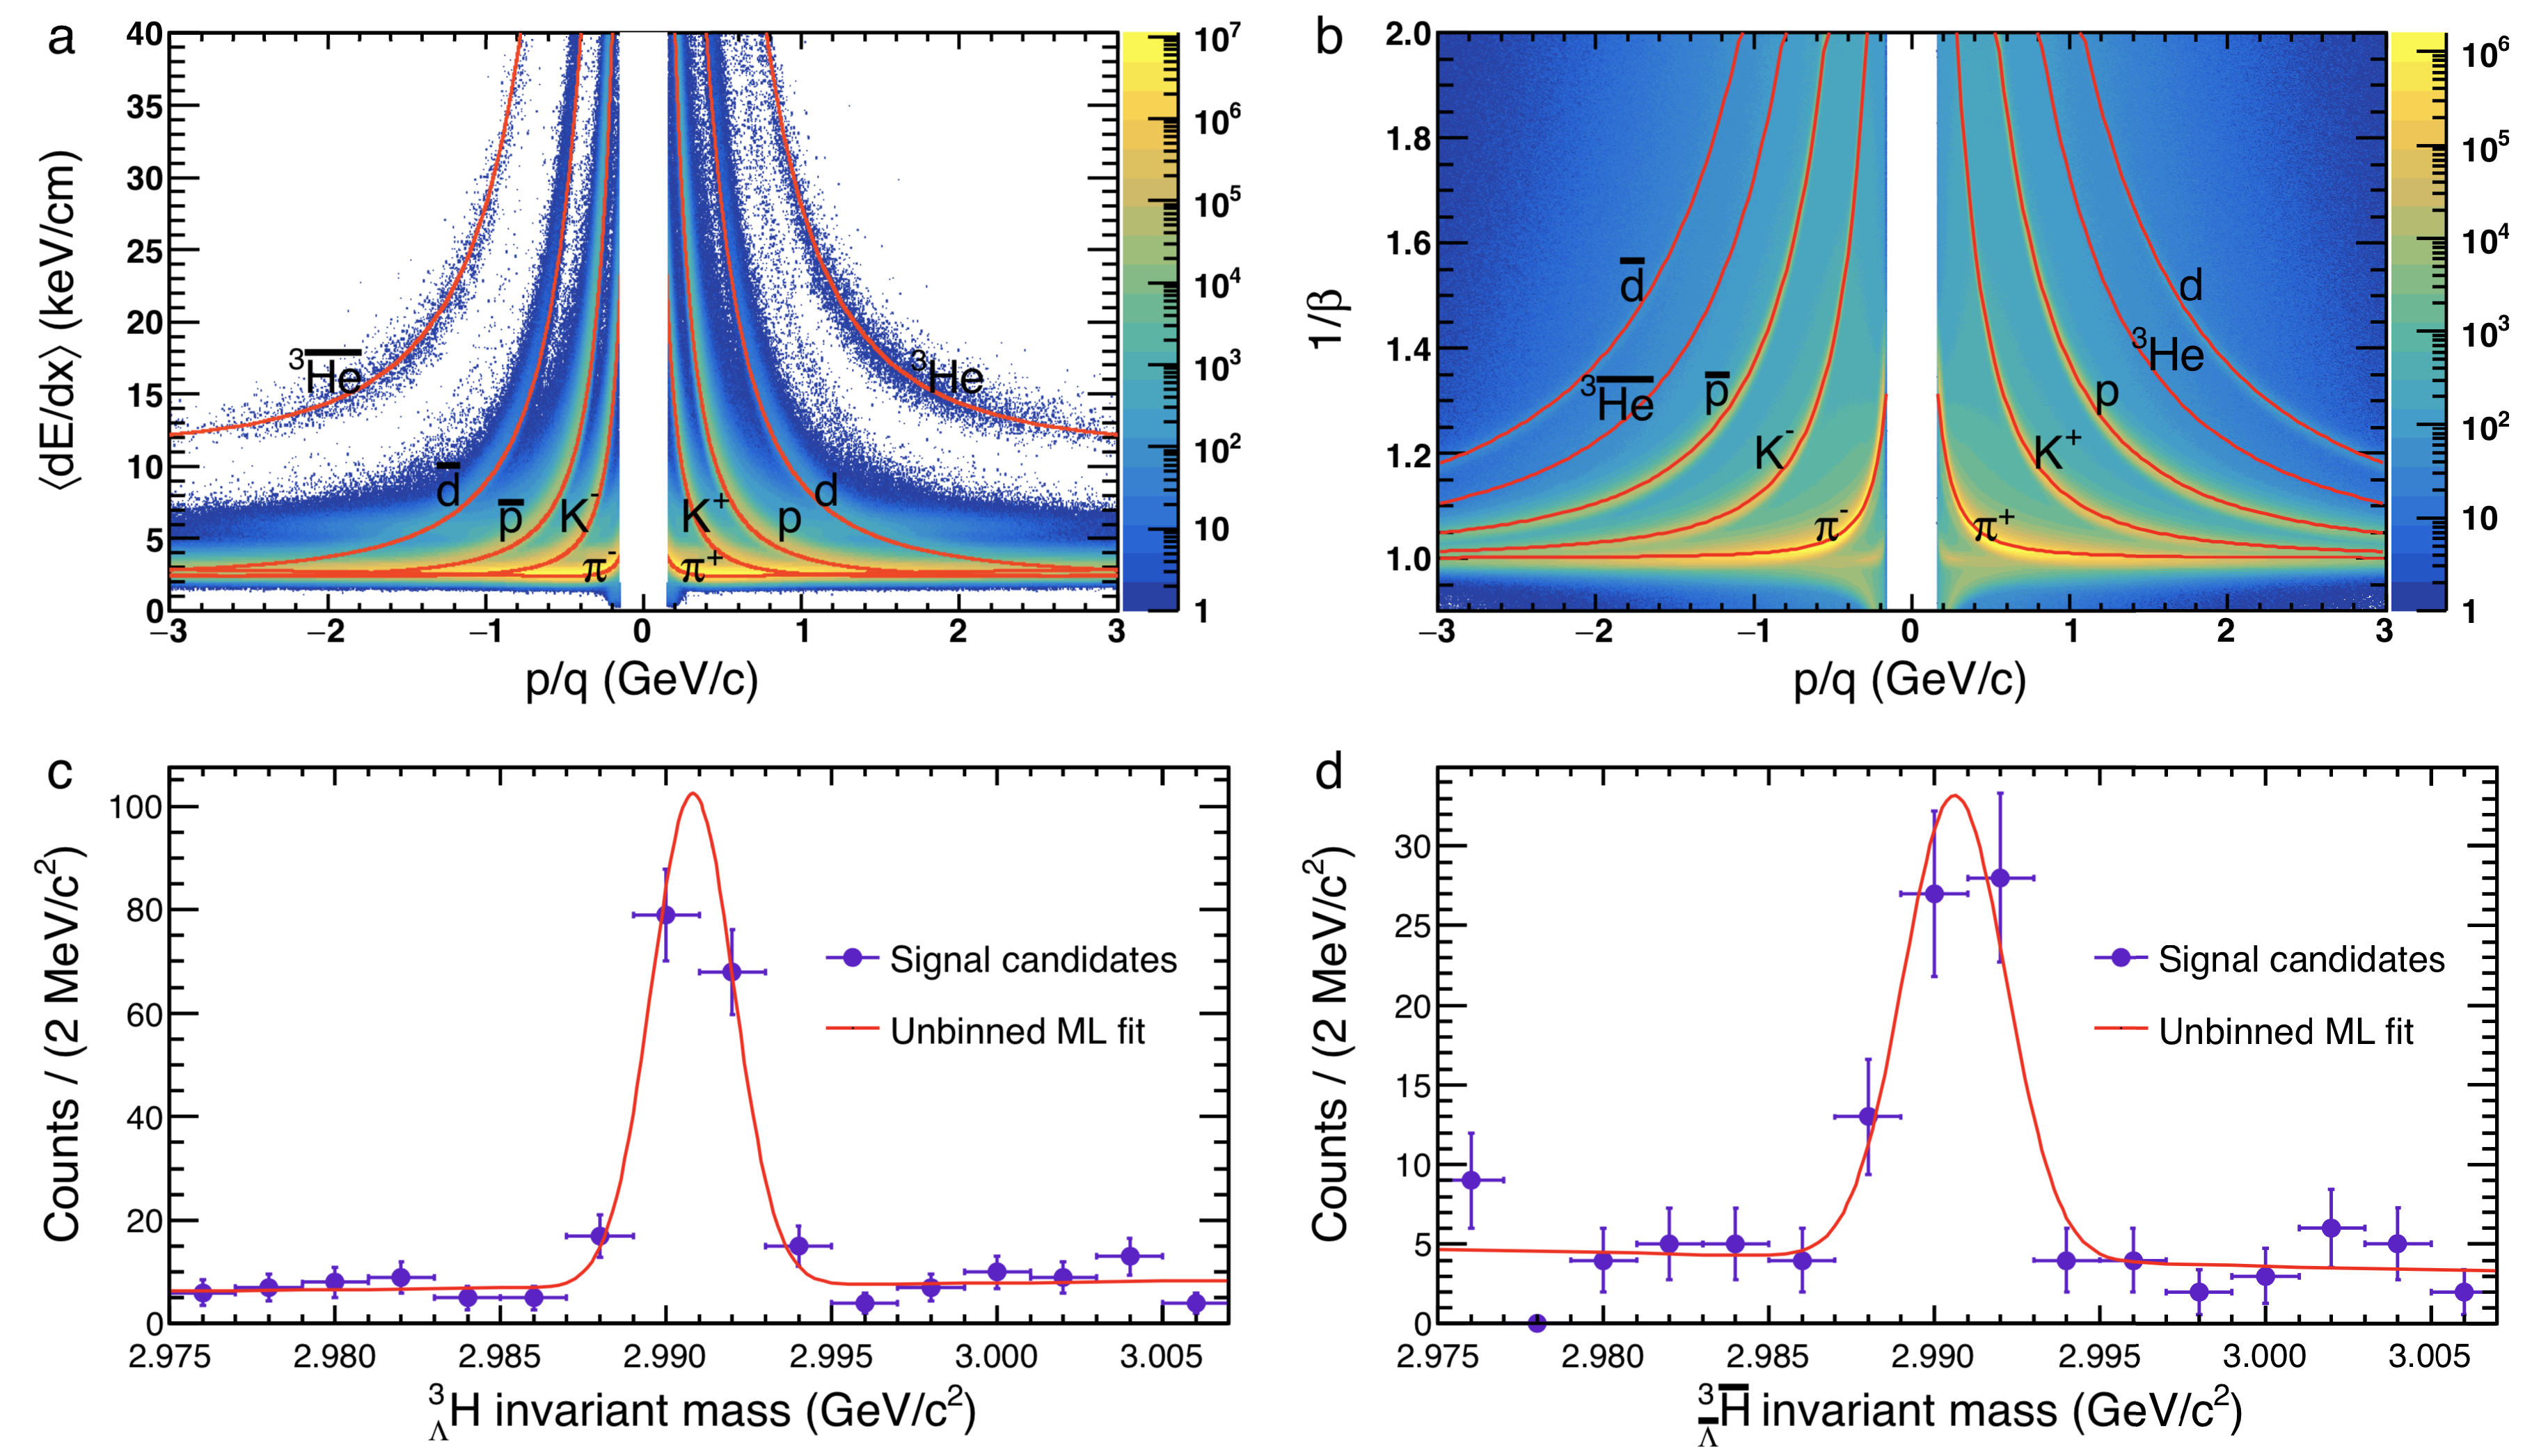 a
40
35
30
25
20
15
10
5
0
⟨dE/dx⟩ (keV/cm)
³H̅e̅
³He
d̅
p̅
K⁻
π⁻
K⁺
π⁺
p
d
−3 −2 −1 0 1 2 3
p/q (GeV/c)
10⁷
10⁶
10⁵
10⁴
10³
10²
10
1
b
2.0
1.8
1.6
1.4
1.2
1.0
1/β
d̅
³H̅e̅
p̅
K⁻
π⁻
d
³He
p
K⁺
π⁺
−3 −2 −1 0 1 2 3
p/q (GeV/c)
10⁶
10⁵
10⁴
10³
10²
10
1
c
100
80
60
40
20
0
Counts / (2 MeV/c²)
Signal candidates
Unbinned ML fit
2.975 2.980 2.985 2.990 2.995 3.000 3.005
³ΛH invariant mass (GeV/c²)
d
30
25
20
15
10
5
0
Counts / (2 MeV/c²)
Signal candidates
Unbinned ML fit
2.975 2.980 2.985 2.990 2.995 3.000 3.005
³Λ̅H̅ invariant mass (GeV/c²)